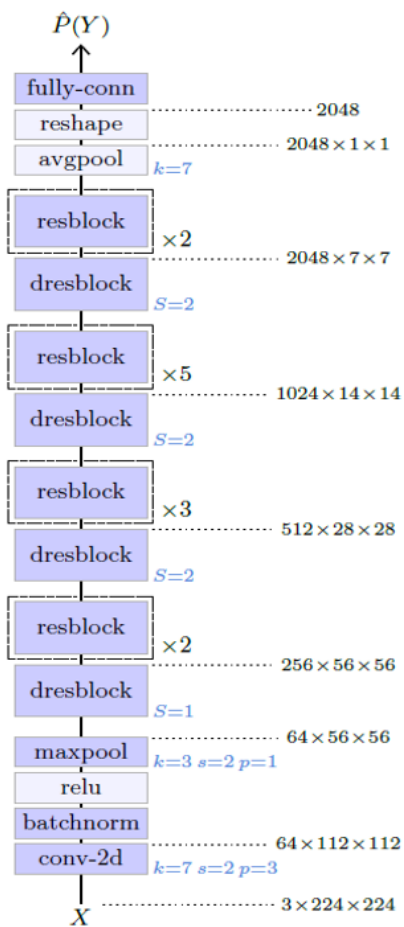 P̂(Y)
fully-conn
2048
reshape
2048×1×1
avgpool
k=7
resblock
×2
2048×7×7
dresblock
S=2
resblock
×5
1024×14×14
dresblock
S=2
resblock
×3
512×28×28
dresblock
S=2
resblock
×2
256×56×56
dresblock
S=1
64×56×56
maxpool
k=3 s=2 p=1
relu
batchnorm
64×112×112
conv-2d
k=7 s=2 p=3
X
3×224×224